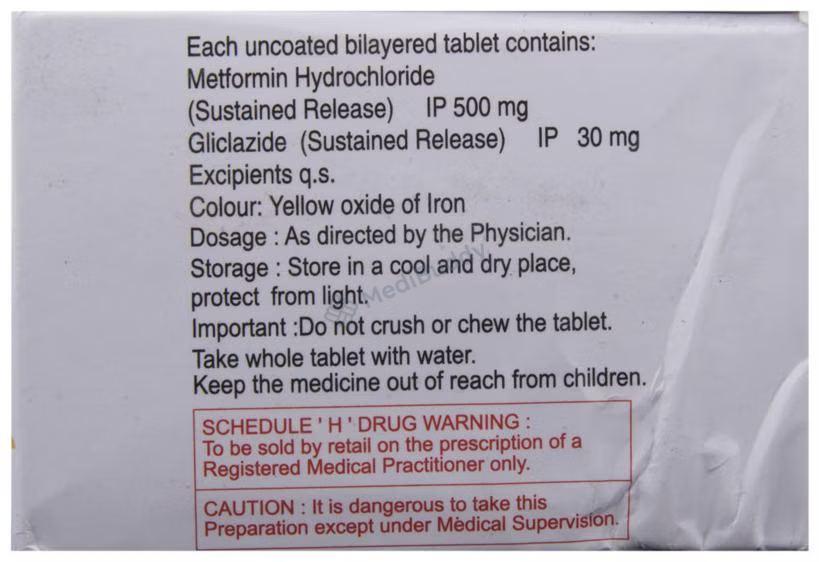 Each uncoated bilayered tablet contains:
Metformin Hydrochloride
(Sustained Release) IP 500 mg
Gliclazide (Sustained Release) IP 30 mg
Excipients q.s.
Colour: Yellow oxide of Iron
Dosage : As directed by the Physician.
Storage : Store in a cool and dry place,
protect from light.
MediBuddy
Important :Do not crush or chew the tablet.
Take whole tablet with water.
Keep the medicine out of reach from children.
SCHEDULE ' H ' DRUG WARNING :
To be sold by retail on the prescription of a
Registered Medical Practitioner only.
CAUTION : It is dangerous to take this
Preparation except under Medical Supervision.